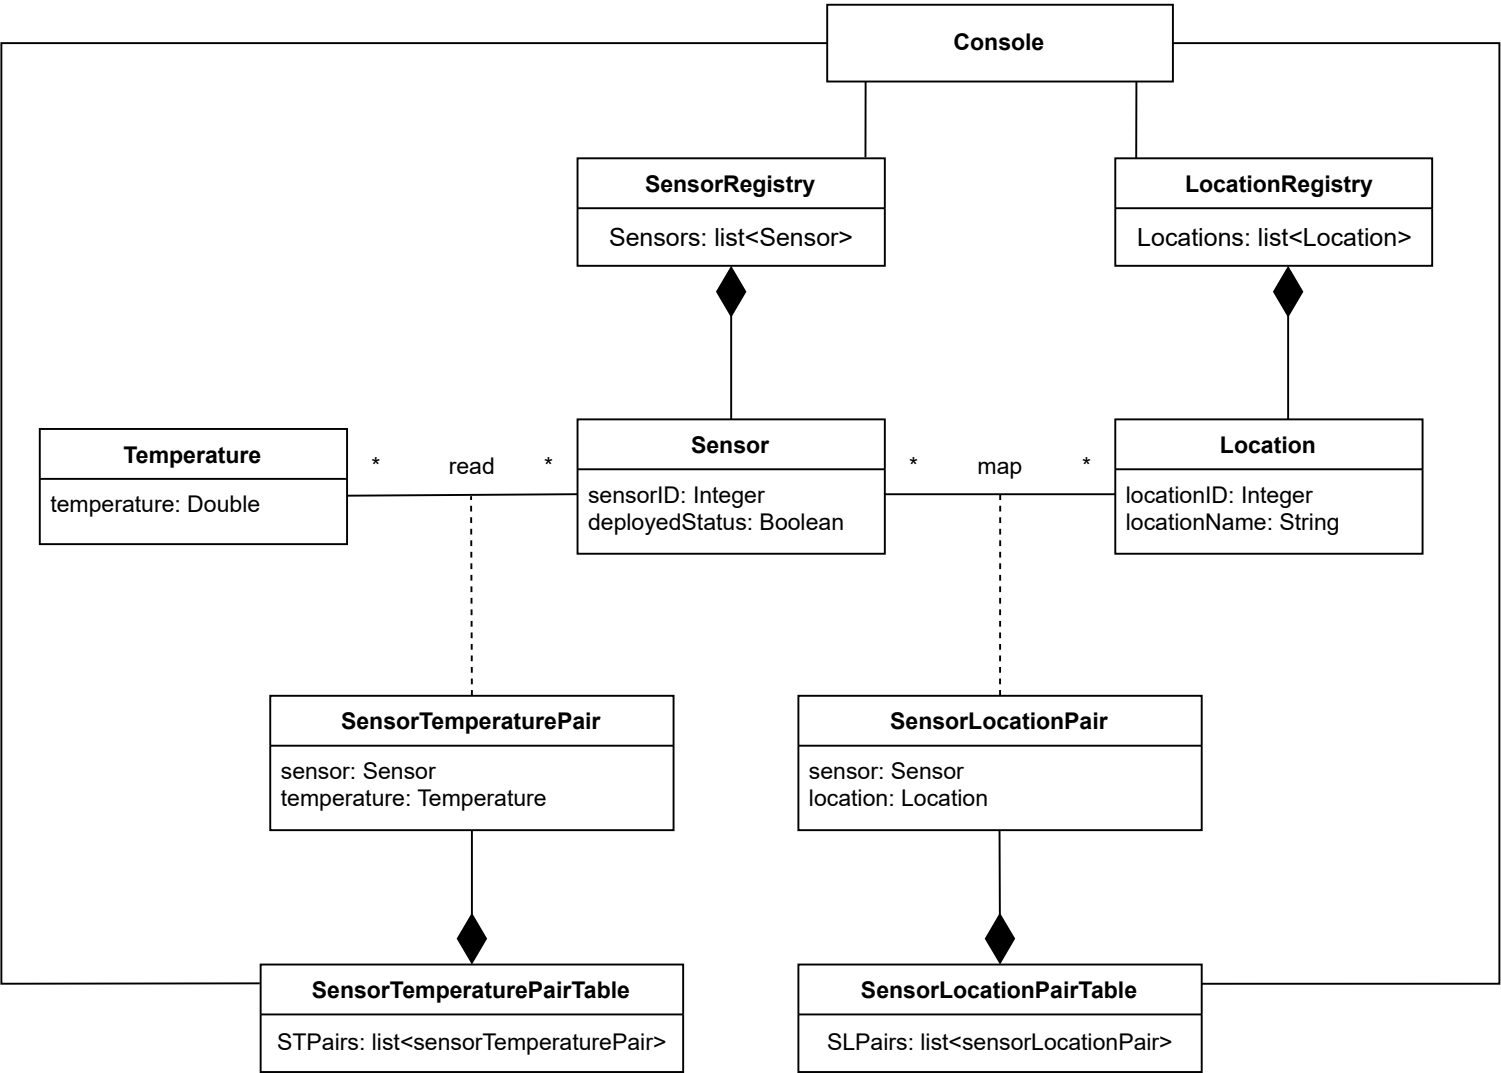 Console
SensorRegistry
Sensors: list<Sensor>
LocationRegistry
Locations: list<Location>
Temperature
temperature: Double
* read *
Sensor
sensorID: Integer
deployedStatus: Boolean
* map *
Location
locationID: Integer
locationName: String
SensorTemperaturePair
sensor: Sensor
temperature: Temperature
SensorLocationPair
sensor: Sensor
location: Location
SensorTemperaturePairTable
STPairs: list<sensorTemperaturePair>
SensorLocationPairTable
SLPairs: list<sensorLocationPair>